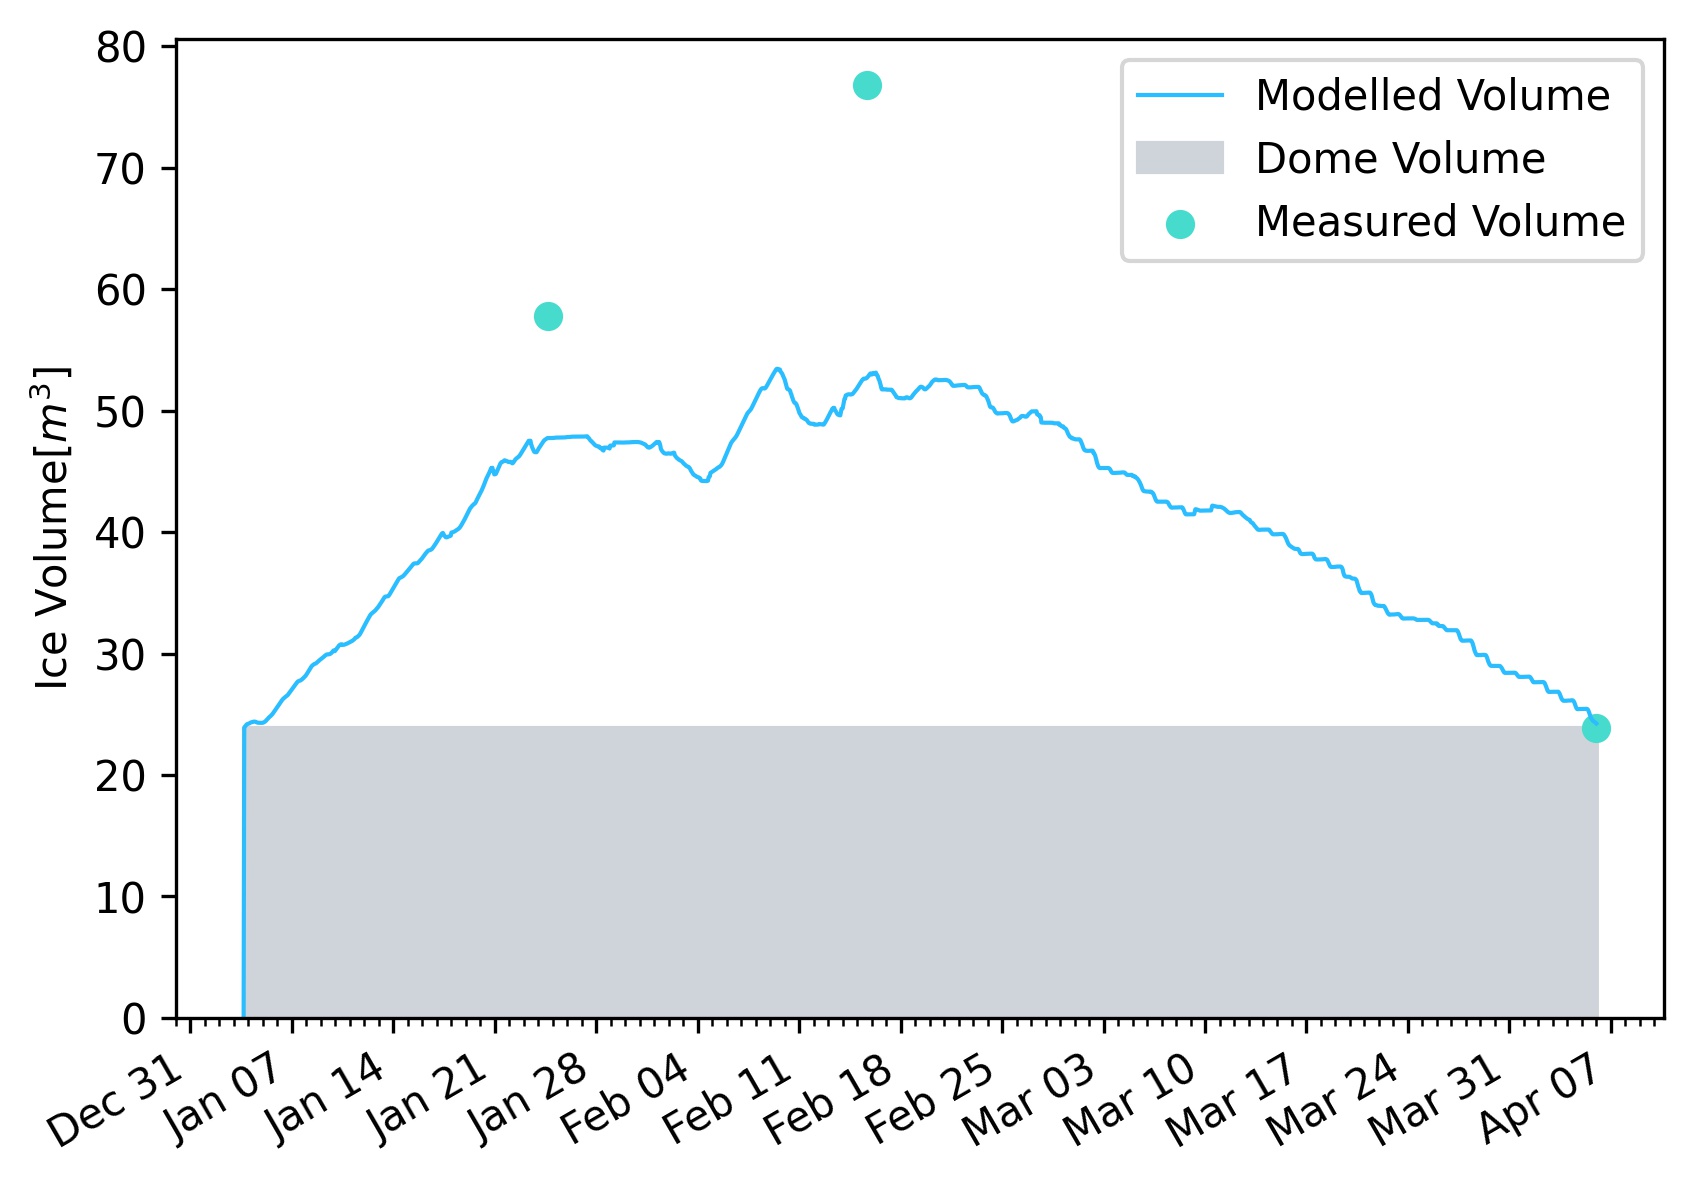 80
70
60
50
40
30
20
10
0
Ice Volume[m³]
Modelled Volume
Dome Volume
Measured Volume
Dec 31
Jan 07
Jan 14
Jan 21
Jan 28
Feb 04
Feb 11
Feb 18
Feb 25
Mar 03
Mar 10
Mar 17
Mar 24
Mar 31
Apr 07